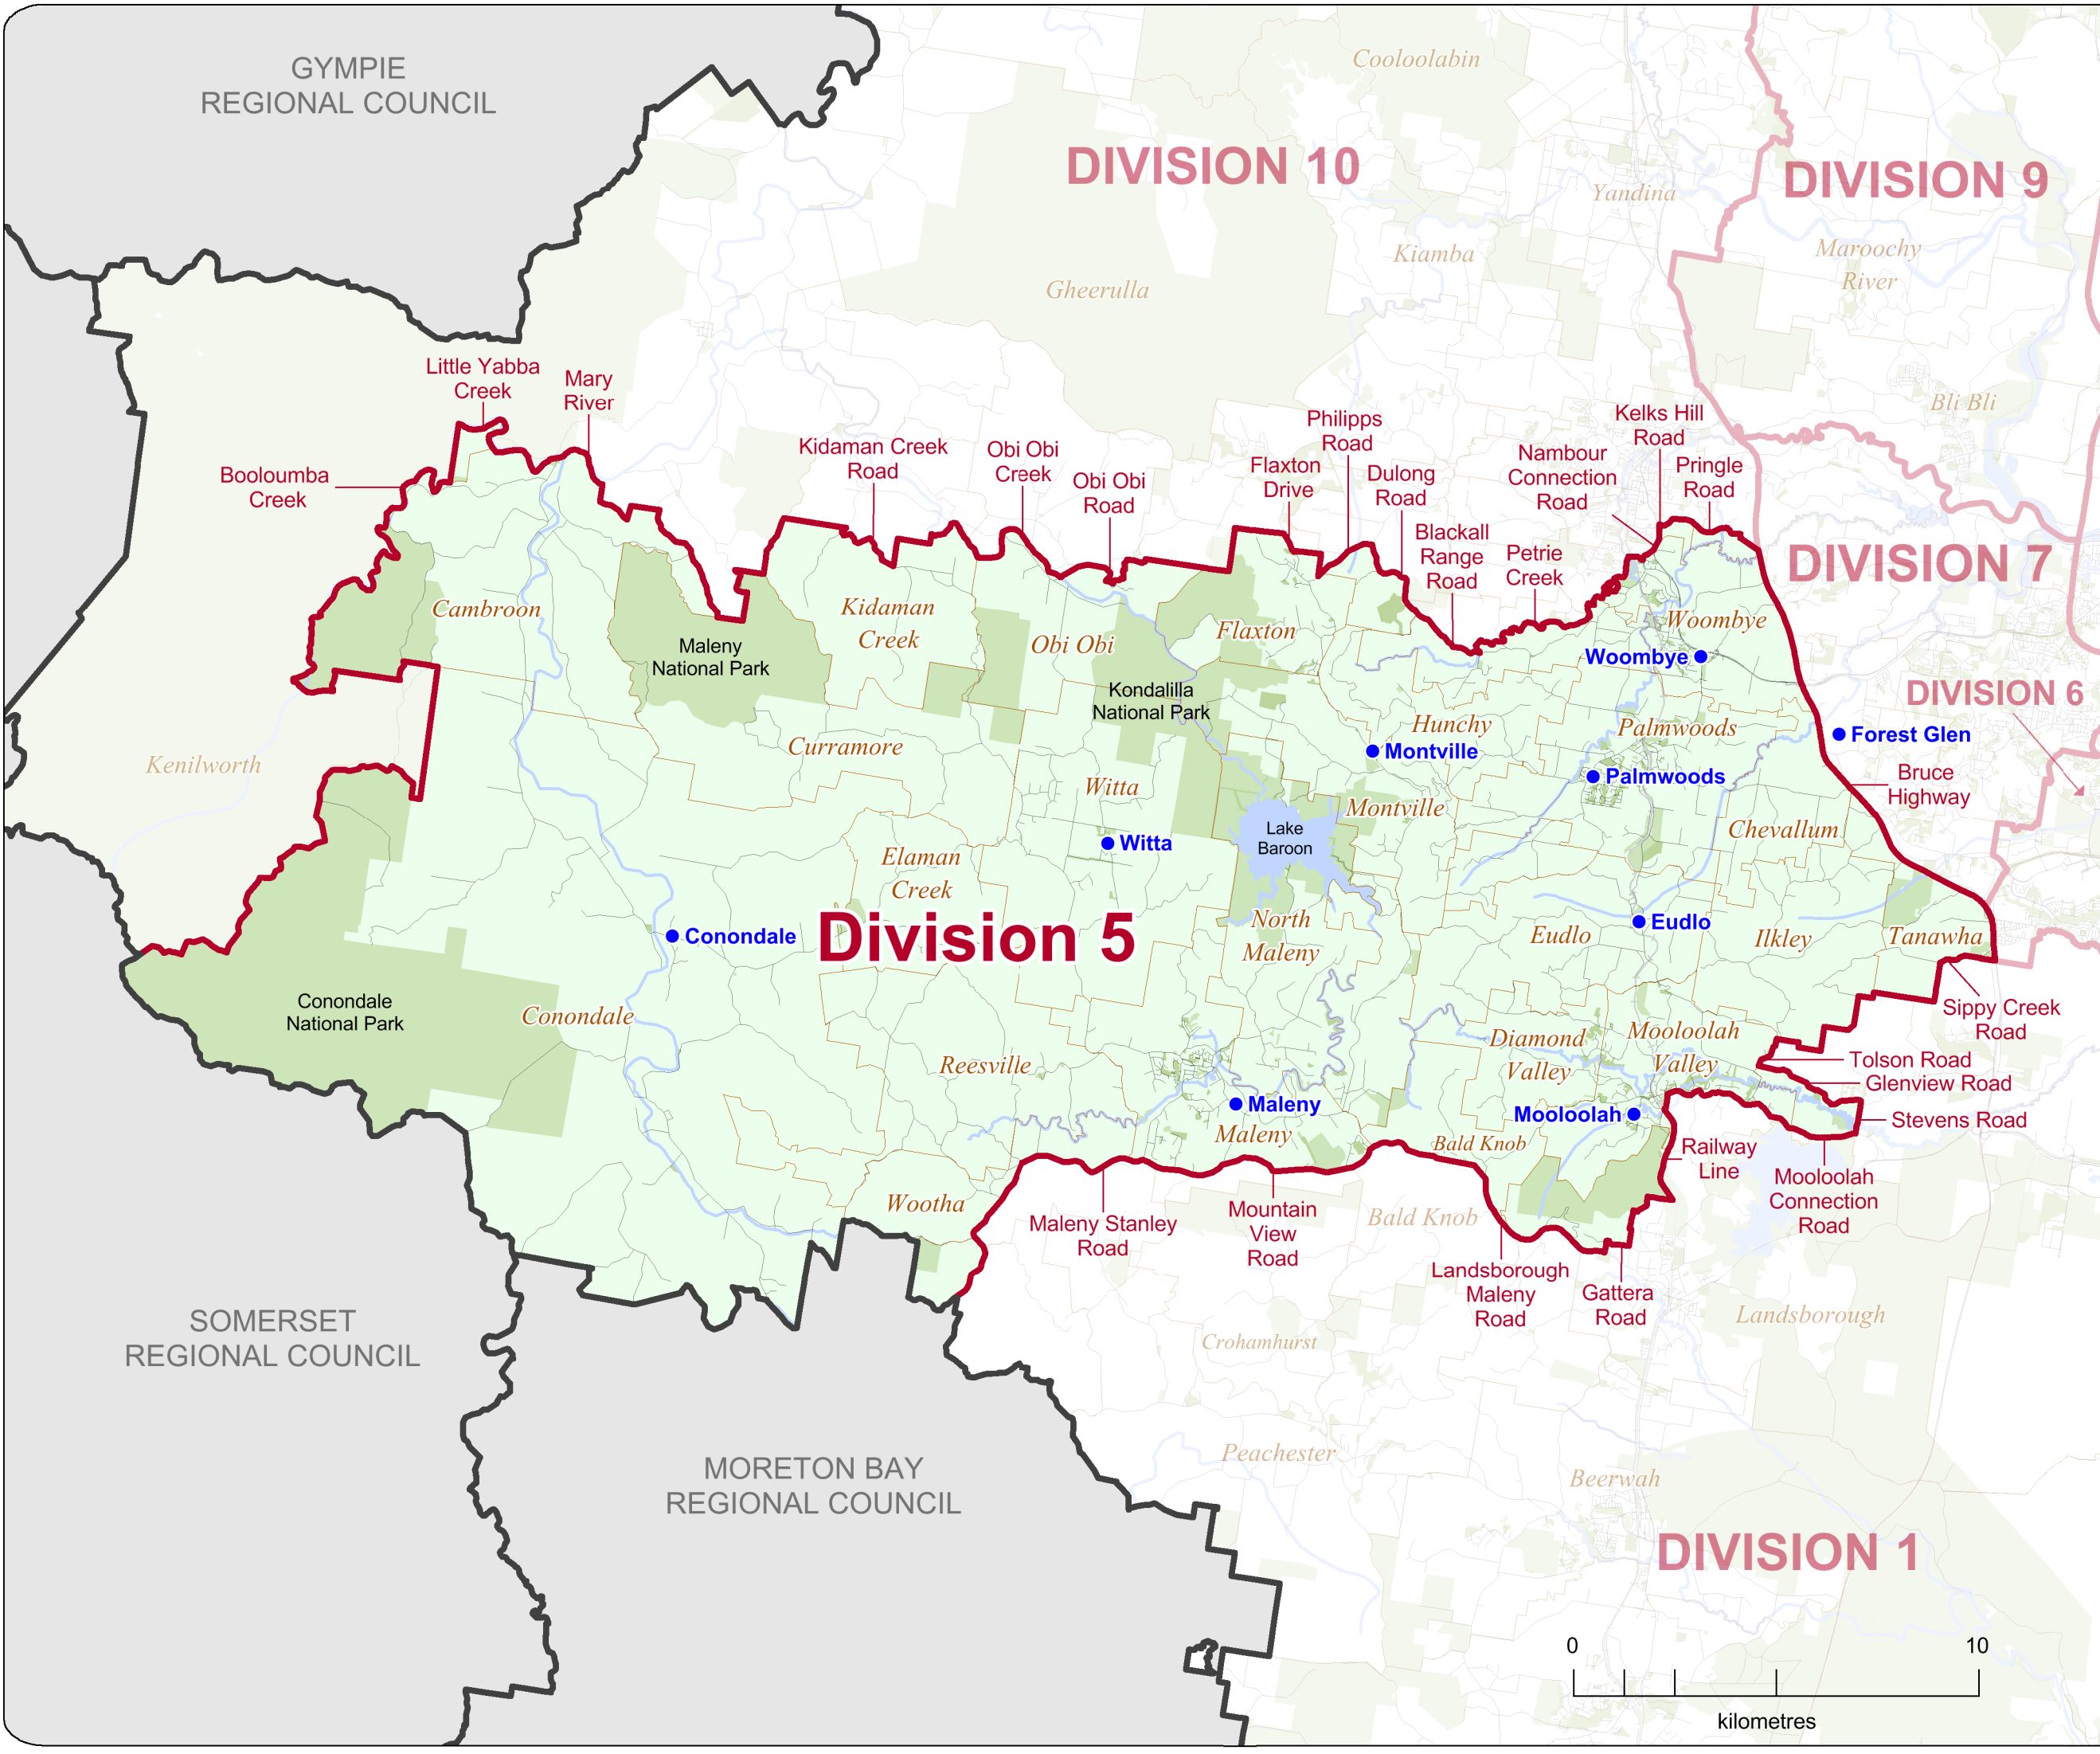 GYMPIE
REGIONAL COUNCIL
Cooloolabin
DIVISION 10
DIVISION 9
Yandina
Kiamba
Maroochy
River
Gheerulla
Little Yabba
Creek
Mary
River
Bli Bli
Philipps
Road
Kelks Hill
Road
Kidaman Creek
Road
Obi Obi
Creek
Obi Obi
Road
Flaxton
Drive
Dulong
Road
Nambour
Connection
Road
Pringle
Road
Booloumba
Creek
Blackall
Range
Road
Petrie
Creek
DIVISION 7
Cambroon
Kidaman
Creek
Maleny
National Park
Obi Obi
Flaxton
Woombye
Woombye
Kondalilla
National Park
DIVISION 6
Hunchy
Palmwoods
Forest Glen
Kenilworth
Curramore
Montville
Palmwoods
Bruce
Highway
Witta
Montville
Witta
Lake
Baroon
Chevallum
Elaman
Creek
Division 5
Conondale
North
Maleny
Eudlo
Eudlo
Ilkley
Tanawha
Conondale
National Park
Conondale
Sippy Creek
Road
Diamond
Valley
Mooloolah
Valley
Reesville
Tolson Road
Glenview Road
Stevens Road
Maleny
Maleny
Mooloolah
Bald Knob
Railway
Line
Mooloolah
Connection
Road
Wootha
Maleny Stanley
Road
Mountain
View
Road
Bald Knob
Landsborough
Maleny
Road
Gattera
Road
Landsborough
SOMERSET
REGIONAL COUNCIL
Crohamhurst
Peachester
Beerwah
MORETON BAY
REGIONAL COUNCIL
DIVISION 1
0 10
kilometres